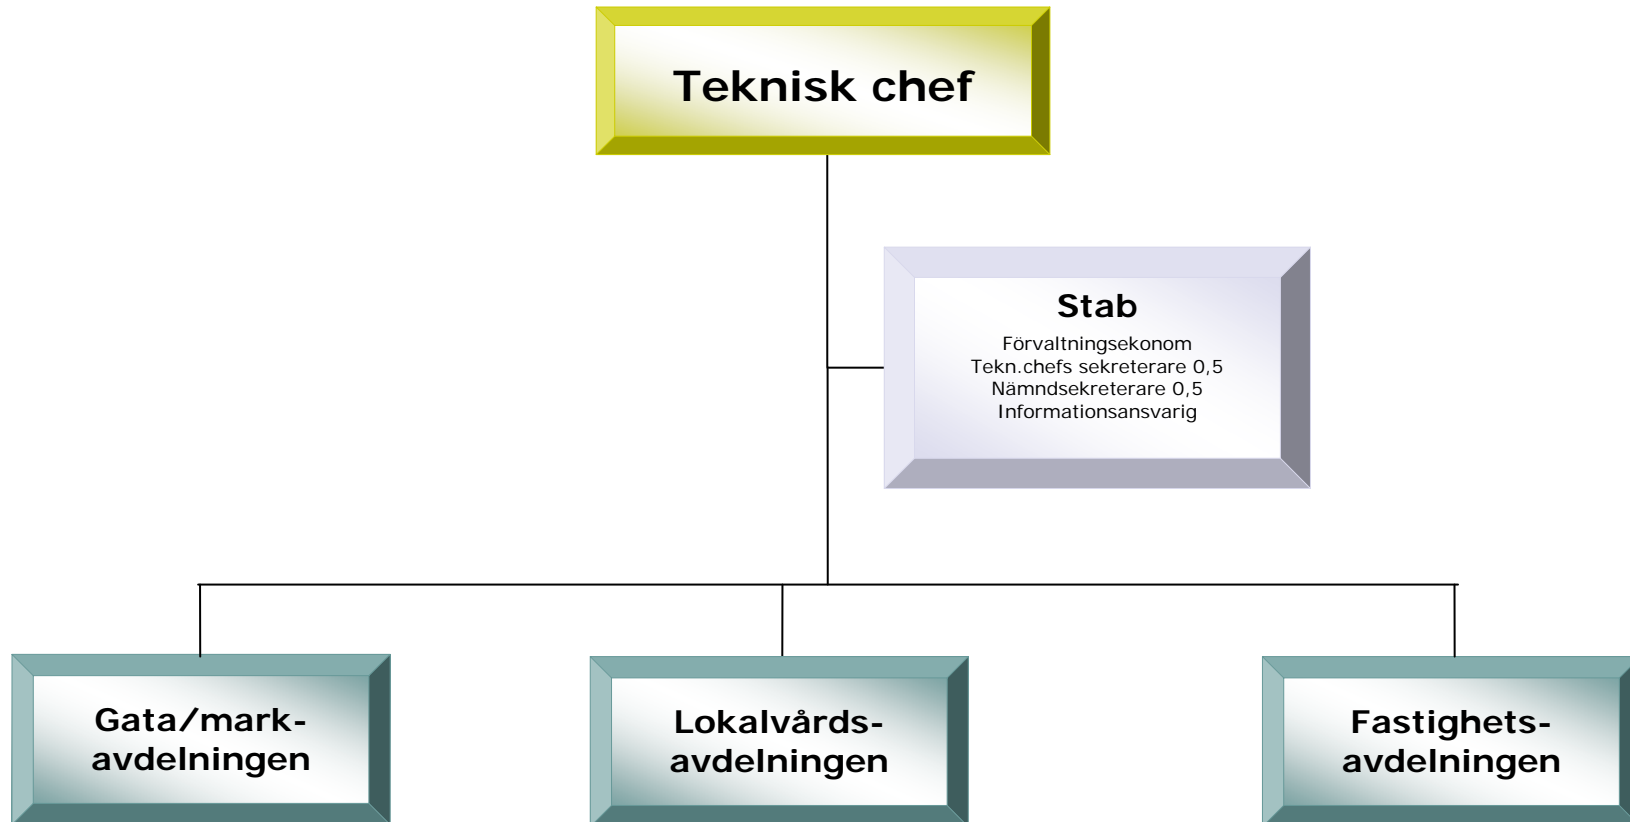 Teknisk chef
Stab
Förvaltningsekonom
Tekn.chefs sekreterare 0,5
Nämndsekreterare 0,5
Informationsansvarig
Gata/mark-
avdelningen
Lokalvårds-
avdelningen
Fastighets-
avdelningen